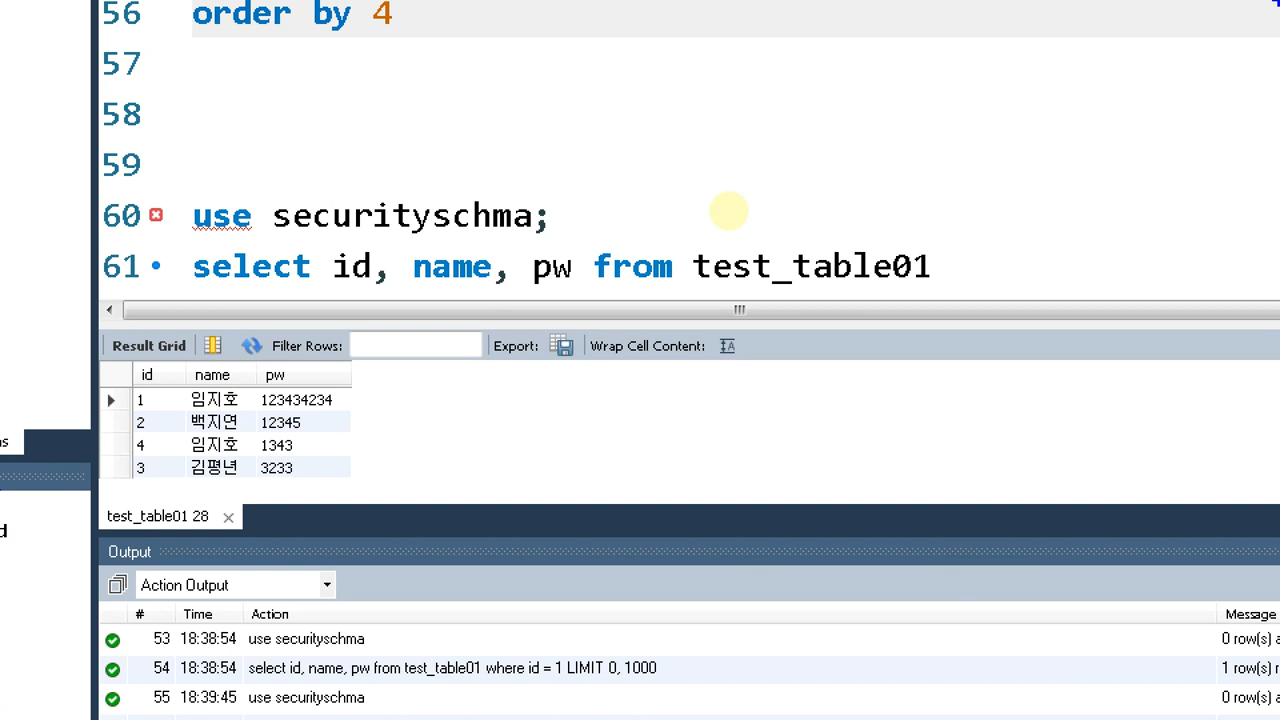 56 order by 4
57
58
59
60 use securityschma;
61 select id, name, pw from test_table01
Result Grid Filter Rows: Export: Wrap Cell Content:
id name pw
1 임지호 123434234
2 백지연 12345
4 임지호 1343
3 김평년 3233
test_table01 28
Output
Action Output
# Time Action Message
53 18:38:54 use securityschma 0 row(s) a
54 18:38:54 select id, name, pw from test_table01 where id = 1 LIMIT 0, 1000 1 row(s) r
55 18:39:45 use securityschma 0 row(s) a